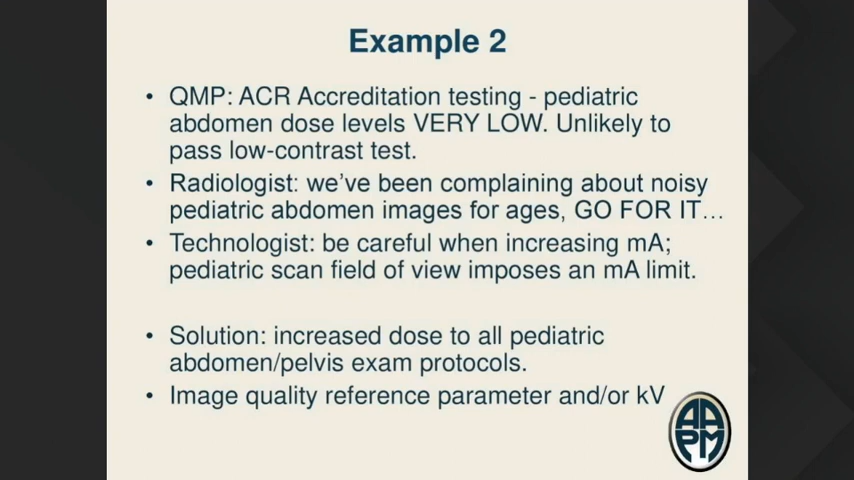 Example 2
• QMP: ACR Accreditation testing - pediatric
abdomen dose levels VERY LOW. Unlikely to
pass low-contrast test.
• Radiologist: we've been complaining about noisy
pediatric abdomen images for ages, GO FOR IT…
• Technologist: be careful when increasing mA;
pediatric scan field of view imposes an mA limit.
• Solution: increased dose to all pediatric
abdomen/pelvis exam protocols.
• Image quality reference parameter and/or kV
AA
PM